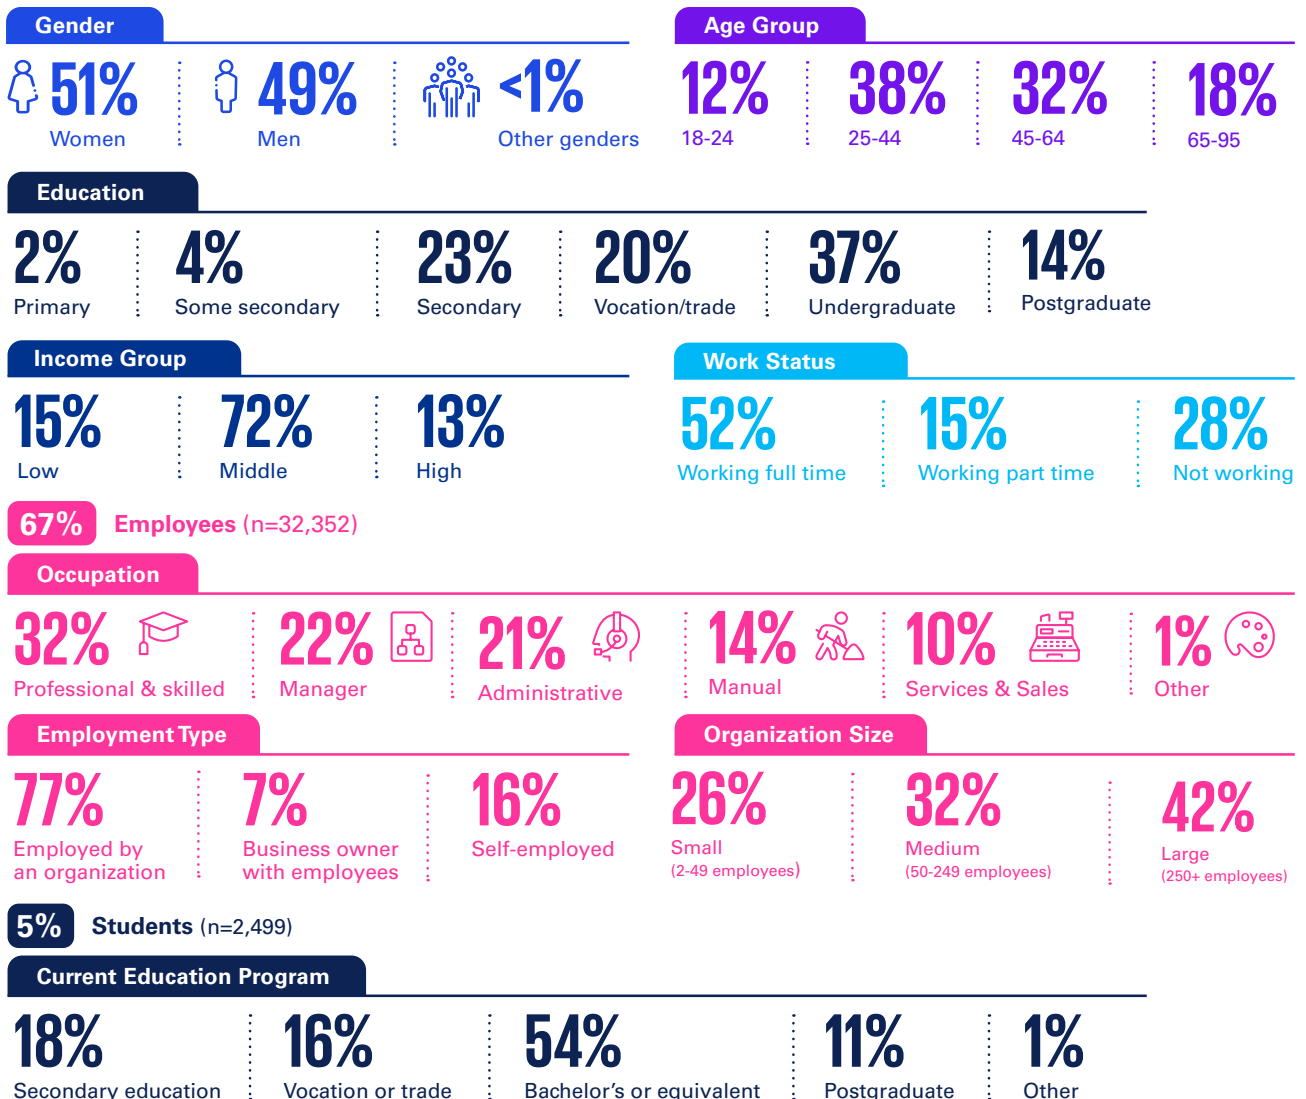 Gender
51%
Women
49%
Men
<1%
Other genders
Age Group
12%
18-24
38%
25-44
32%
45-64
18%
65-95
Education
2%
Primary
4%
Some secondary
23%
Secondary
20%
Vocation/trade
37%
Undergraduate
14%
Postgraduate
Income Group
15%
Low
72%
Middle
13%
High
Work Status
52%
Working full time
15%
Working part time
28%
Not working
67% Employees (n=32,352)
Occupation
32%
Professional & skilled
22%
Manager
21%
Administrative
14%
Manual
10%
Services & Sales
1%
Other
Employment Type
77%
Employed by
an organization
7%
Business owner
with employees
16%
Self-employed
Organization Size
26%
Small
(2-49 employees)
32%
Medium
(50-249 employees)
42%
Large
(250+ employees)
5% Students (n=2,499)
Current Education Program
18%
Secondary education
16%
Vocation or trade
54%
Bachelor's or equivalent
11%
Postgraduate
1%
Other